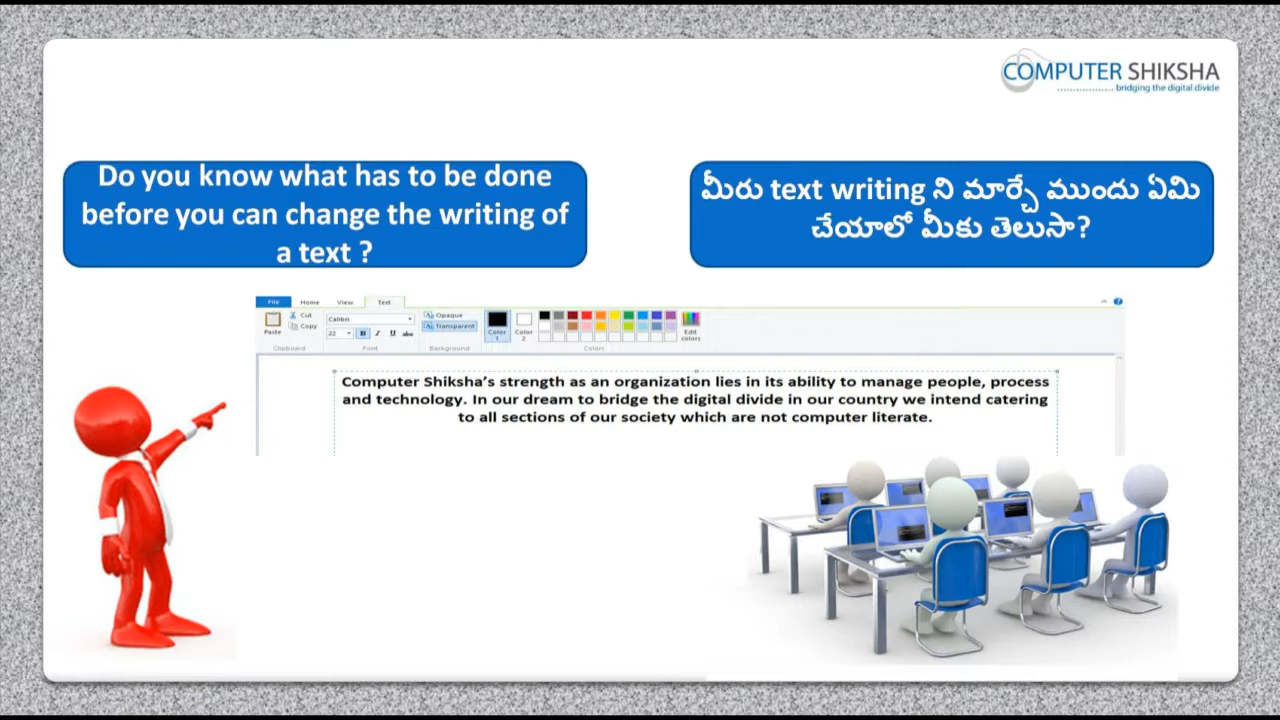 COMPUTER SHIKSHA
bridging the digital divide
Do you know what has to be done
before you can change the writing of
a text ?
మీరు text writing ని మార్చే ముందు ఏమి
చేయాలో మీకు తెలుసా?
File Home View Text
Paste Cut Copy Calibri 22 B I U abc Opaque Transparent Color 1 Color 2 Edit colors
Clipboard Font Background Colors
Computer Shiksha's strength as an organization lies in its ability to manage people, process
and technology. In our dream to bridge the digital divide in our country we intend catering
to all sections of our society which are not computer literate.